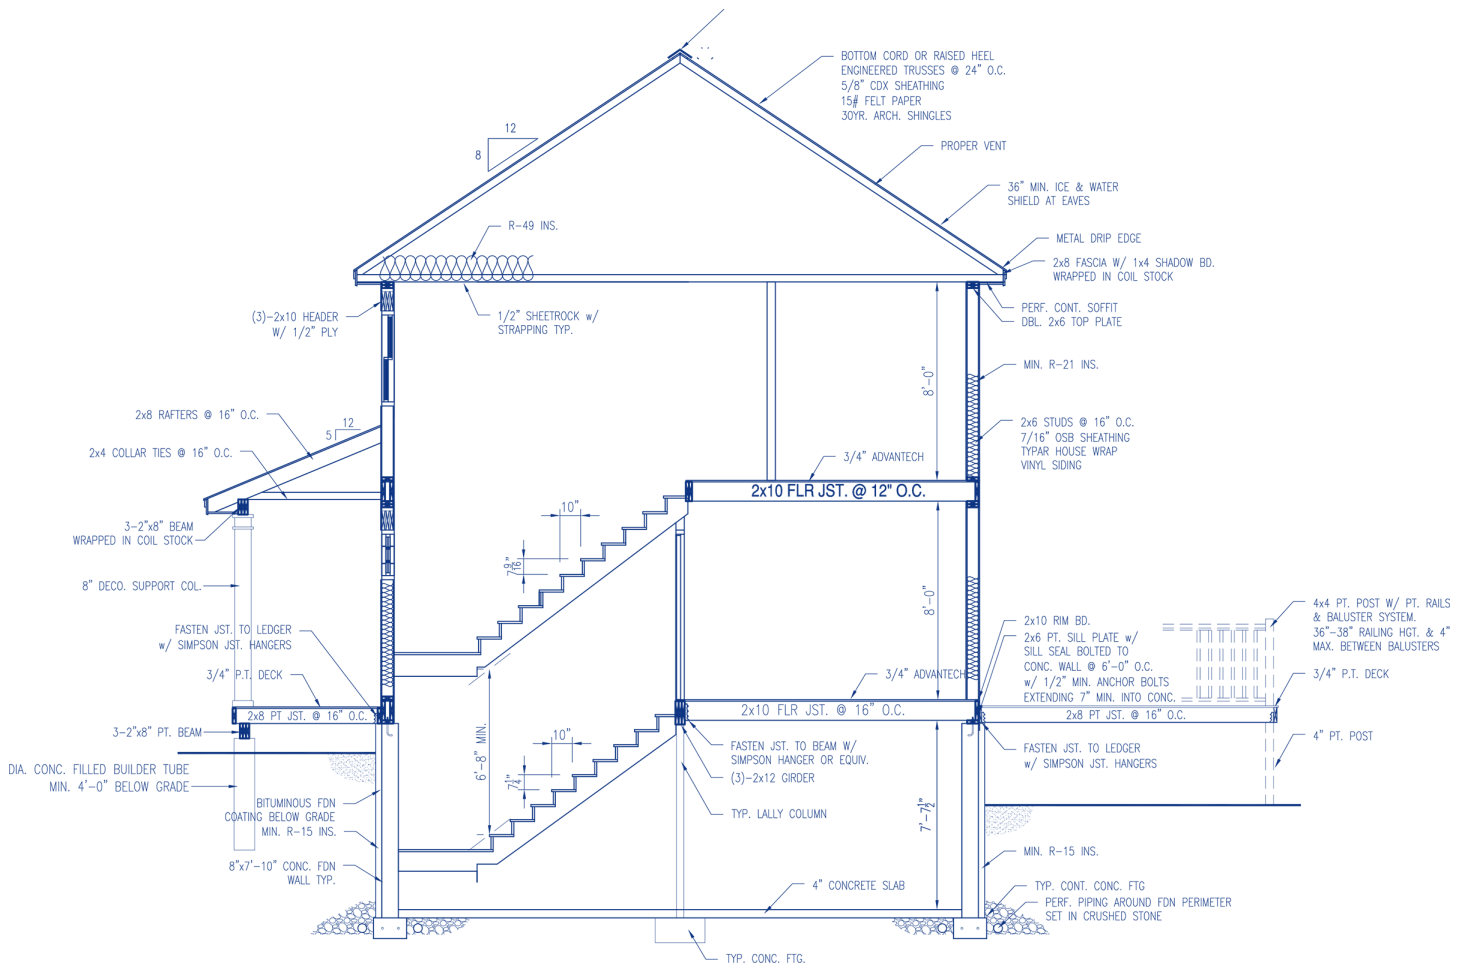 BOTTOM CORD OR RAISED HEEL
ENGINEERED TRUSSES @ 24" O.C.
5/8" CDX SHEATHING
15# FELT PAPER
30YR. ARCH. SHINGLES
12
8
PROPER VENT
36" MIN. ICE & WATER
SHIELD AT EAVES
R-49 INS.
METAL DRIP EDGE
2x8 FASCIA W/ 1x4 SHADOW BD.
WRAPPED IN COIL STOCK
(3)-2x10 HEADER
W/ 1/2" PLY
1/2" SHEETROCK w/
STRAPPING TYP.
PERF. CONT. SOFFIT
DBL. 2x6 TOP PLATE
8'-0"
MIN. R-21 INS.
2x8 RAFTERS @ 16" O.C.
12
5
2x4 COLLAR TIES @ 16" O.C.
2x6 STUDS @ 16" O.C.
7/16" OSB SHEATHING
TYPAR HOUSE WRAP
VINYL SIDING
3/4" ADVANTECH
2x10 FLR JST. @ 12" O.C.
3-2"x8" BEAM
WRAPPED IN COIL STOCK
10"
7 9/16"
8" DECO. SUPPORT COL.
8'-0"
FASTEN JST. TO LEDGER
w/ SIMPSON JST. HANGERS
3/4" P.T. DECK
2x8 PT JST. @ 16" O.C.
3-2"x8" PT. BEAM
2x10 RIM BD.
2x6 PT. SILL PLATE w/
SILL SEAL BOLTED TO
CONC. WALL @ 6'-0" O.C.
w/ 1/2" MIN. ANCHOR BOLTS
EXTENDING 7" MIN. INTO CONC.
4x4 PT. POST W/ PT. RAILS
& BALUSTER SYSTEM.
36"-38" RAILING HGT. & 4"
MAX. BETWEEN BALUSTERS
3/4" P.T. DECK
3/4" ADVANTECH
2x10 FLR JST. @ 16" O.C.
2x8 PT JST. @ 16" O.C.
6'-8" MIN.
10"
7 1/4"
FASTEN JST. TO BEAM W/
SIMPSON HANGER OR EQUIV.
(3)-2x12 GIRDER
FASTEN JST. TO LEDGER
w/ SIMPSON JST. HANGERS
4" PT. POST
DIA. CONC. FILLED BUILDER TUBE
MIN. 4'-0" BELOW GRADE
BITUMINOUS FDN
COATING BELOW GRADE
MIN. R-15 INS.
TYP. LALLY COLUMN
7'-7 1/2"
8"x7'-10" CONC. FDN
WALL TYP.
MIN. R-15 INS.
4" CONCRETE SLAB
TYP. CONT. CONC. FTG
PERF. PIPING AROUND FDN PERIMETER
SET IN CRUSHED STONE
TYP. CONC. FTG.